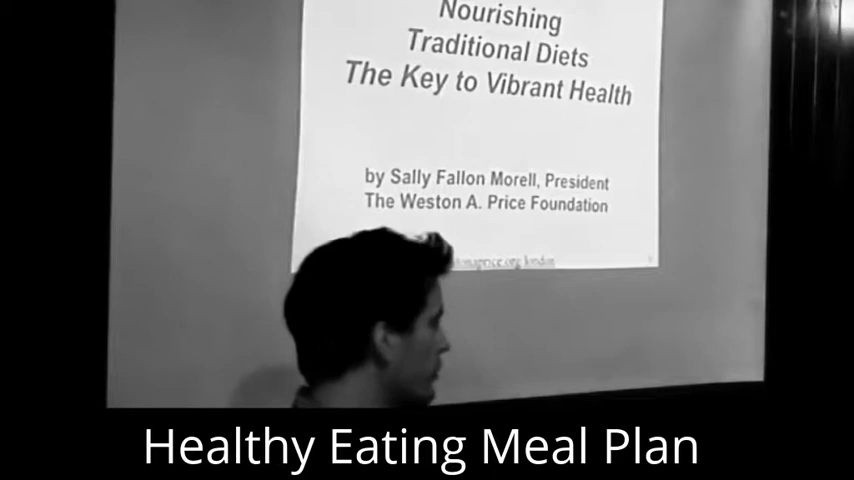 Nourishing
Traditional Diets
The Key to Vibrant Health
by Sally Fallon Morell, President
The Weston A. Price Foundation
london
Healthy Eating Meal Plan